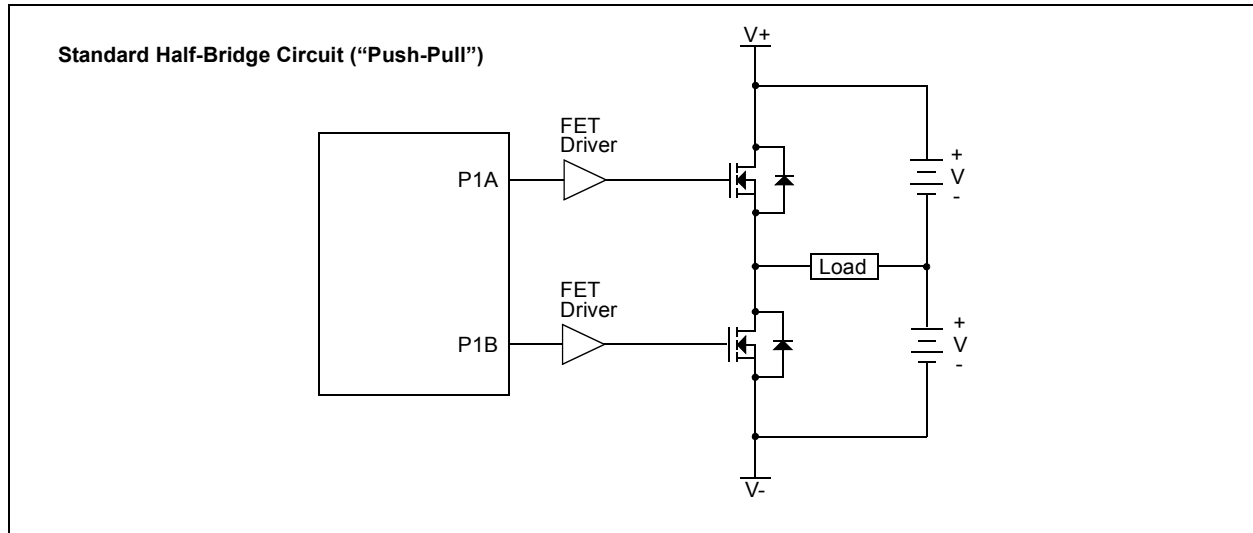 Standard Half-Bridge Circuit (“Push-Pull”)
V+
FET
Driver
P1A
+
V
-
Load
FET
Driver
P1B
+
V
-
V-